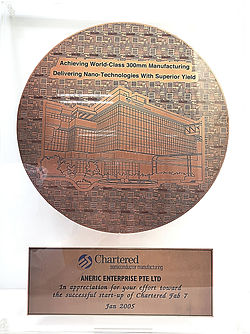 Achieving World-Class 300mm Manufacturing
Delivering Nano-Technologies With Superior Yield
Chartered
semiconductor manufacturing
ANERIC ENTERPRISE PTE LTD
In appreciation for your effort toward
the successful start-up of Chartered Fab 7
Jan 2005